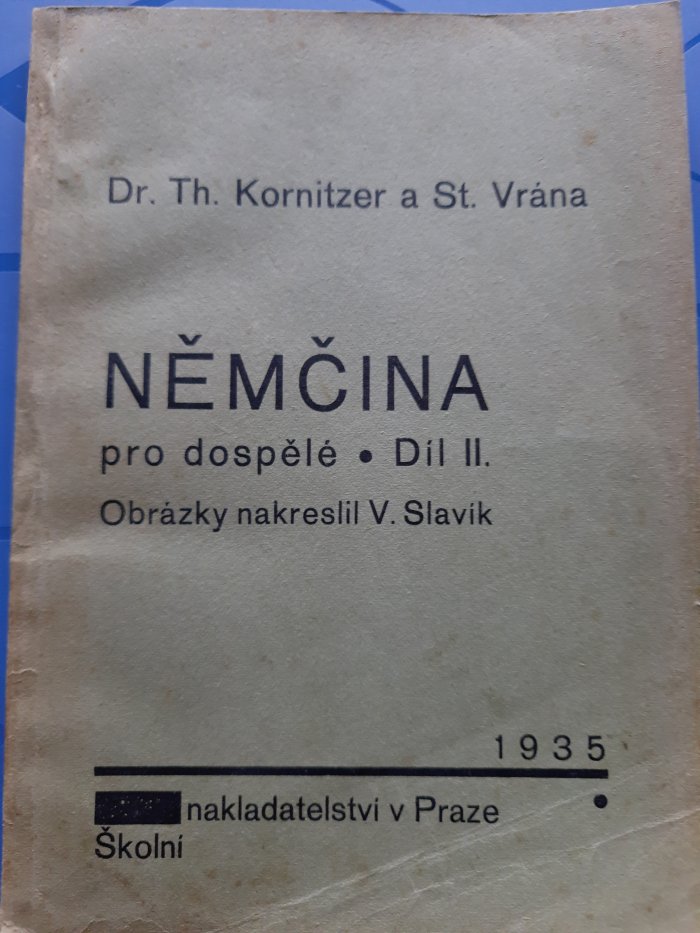 Dr. Th. Kornitzer a St. Vrána
NĚMČINA
pro dospělé • Díl II.
Obrázky nakreslil V. Slavík
1935
nakladatelství v Praze •
Školní